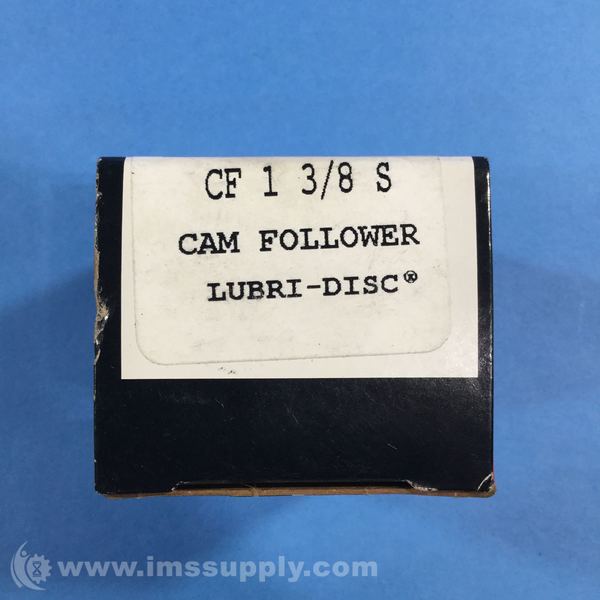 CF 1 3/8 S
CAM FOLLOWER
LUBRI-DISC®
www.imssupply.com